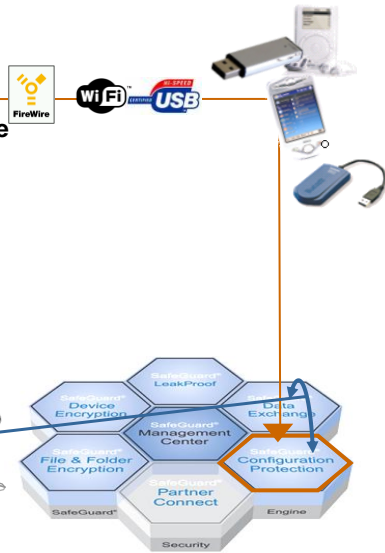 FireWire
WiFi™
HI-SPEED
CERTIFIED USB
e
SafeGuard®
LeakProof
SafeGuard®
Device
Encryption
SafeGuard®
Data
Exchange
SafeGuard®
Management
Center
SafeGuard®
File & Folder
Encryption
SafeGuard®
Configuration
Protection
SafeGuard®
Partner
Connect
SafeGuard®
Security
Engine